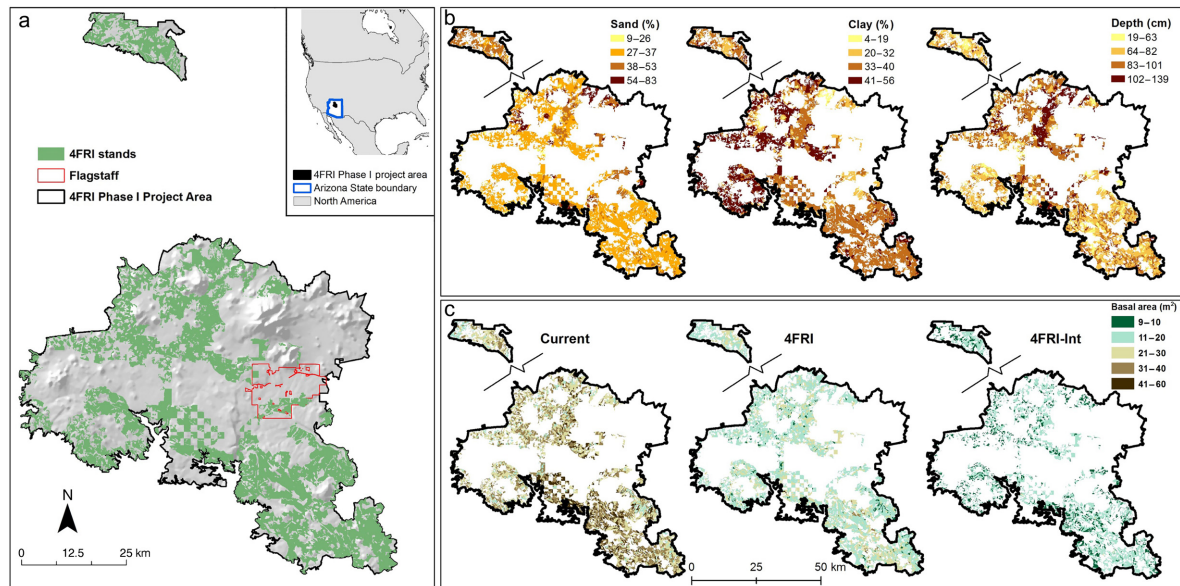 a
4FRI stands
Flagstaff
4FRI Phase I Project Area
4FRI Phase I project area
Arizona State boundary
North America
N
0 12.5 25 km
b
Sand (%)
9–26
27–37
38–53
54–83
Clay (%)
4–19
20–32
33–40
41–56
Depth (cm)
19–63
64–82
83–101
102–139
c
Current
4FRI
4FRI-Int
Basal area (m²)
9–10
11–20
21–30
31–40
41–60
0 25 50 km